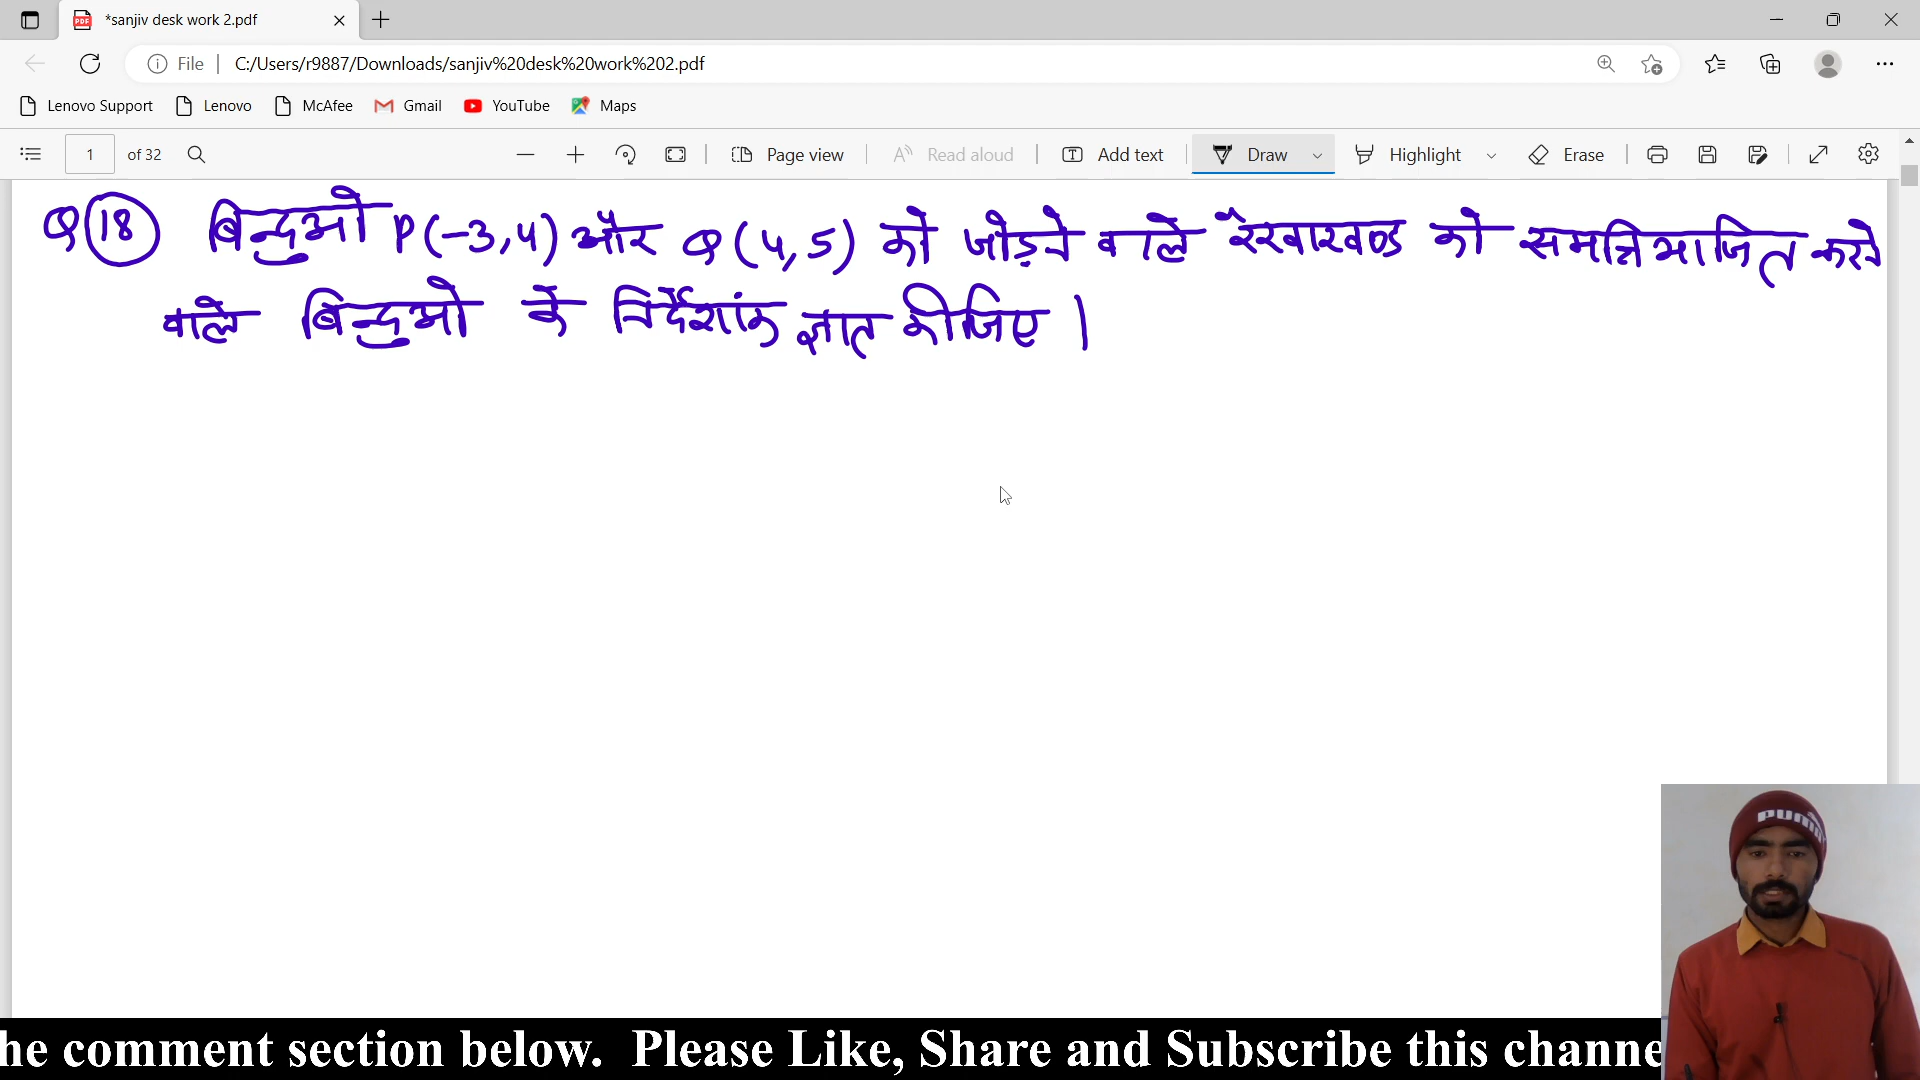 *sanjiv desk work 2.pdf
File C:/Users/r9887/Downloads/sanjiv%20desk%20work%202.pdf
Lenovo Support Lenovo McAfee Gmail YouTube Maps
1 of 32 Page view Read aloud Add text Draw Highlight Erase
Q 18 बिन्दुओ P(-3,4) और Q (4,5) को जोड़ने वाले रेखाखण्ड को समत्रिभाजित करने
वाले बिन्दुओ के निर्देशांक ज्ञात कीजिए |
PUMA
he comment section below. Please Like, Share and Subscribe this channe